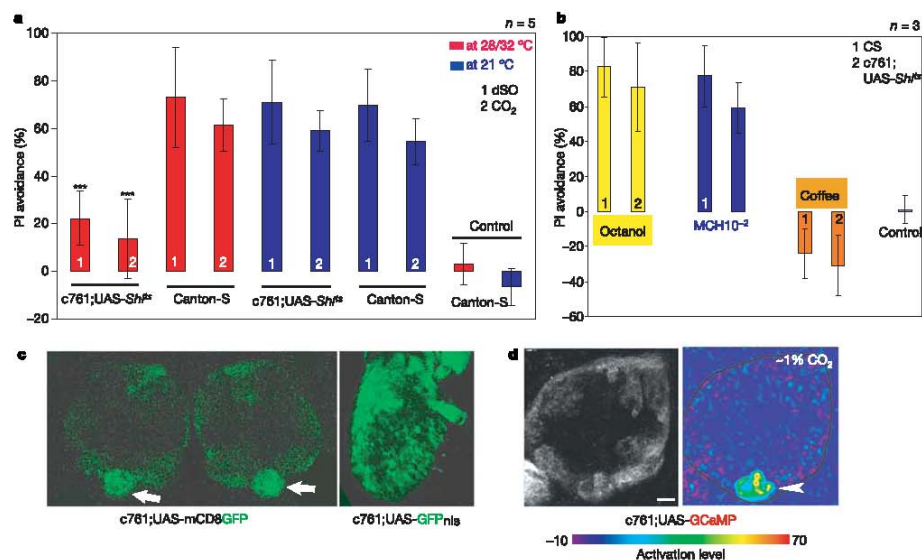 a
n = 5
100
80
60
40
20
0
–20
PI avoidance (%)
at 28/32 ºC
at 21 ºC
1 dSO
2 CO₂
***
***
1
2
1
2
1
2
1
2
Control
c761;UAS-Shiᵗˢ
Canton-S
c761;UAS-Shiᵗˢ
Canton-S
Canton-S
b
n = 3
100
80
60
40
20
0
–20
–40
–60
PI avoidance (%)
1 CS
2 c761;
UAS-Shiᵗˢ
1
2
1
Octanol
MCH10⁻²
Coffee
1
2
Control
c
c761;UAS-mCD8GFP
c761;UAS-GFPnls
d
~1% CO₂
c761;UAS-GCaMP
–10
70
Activation level